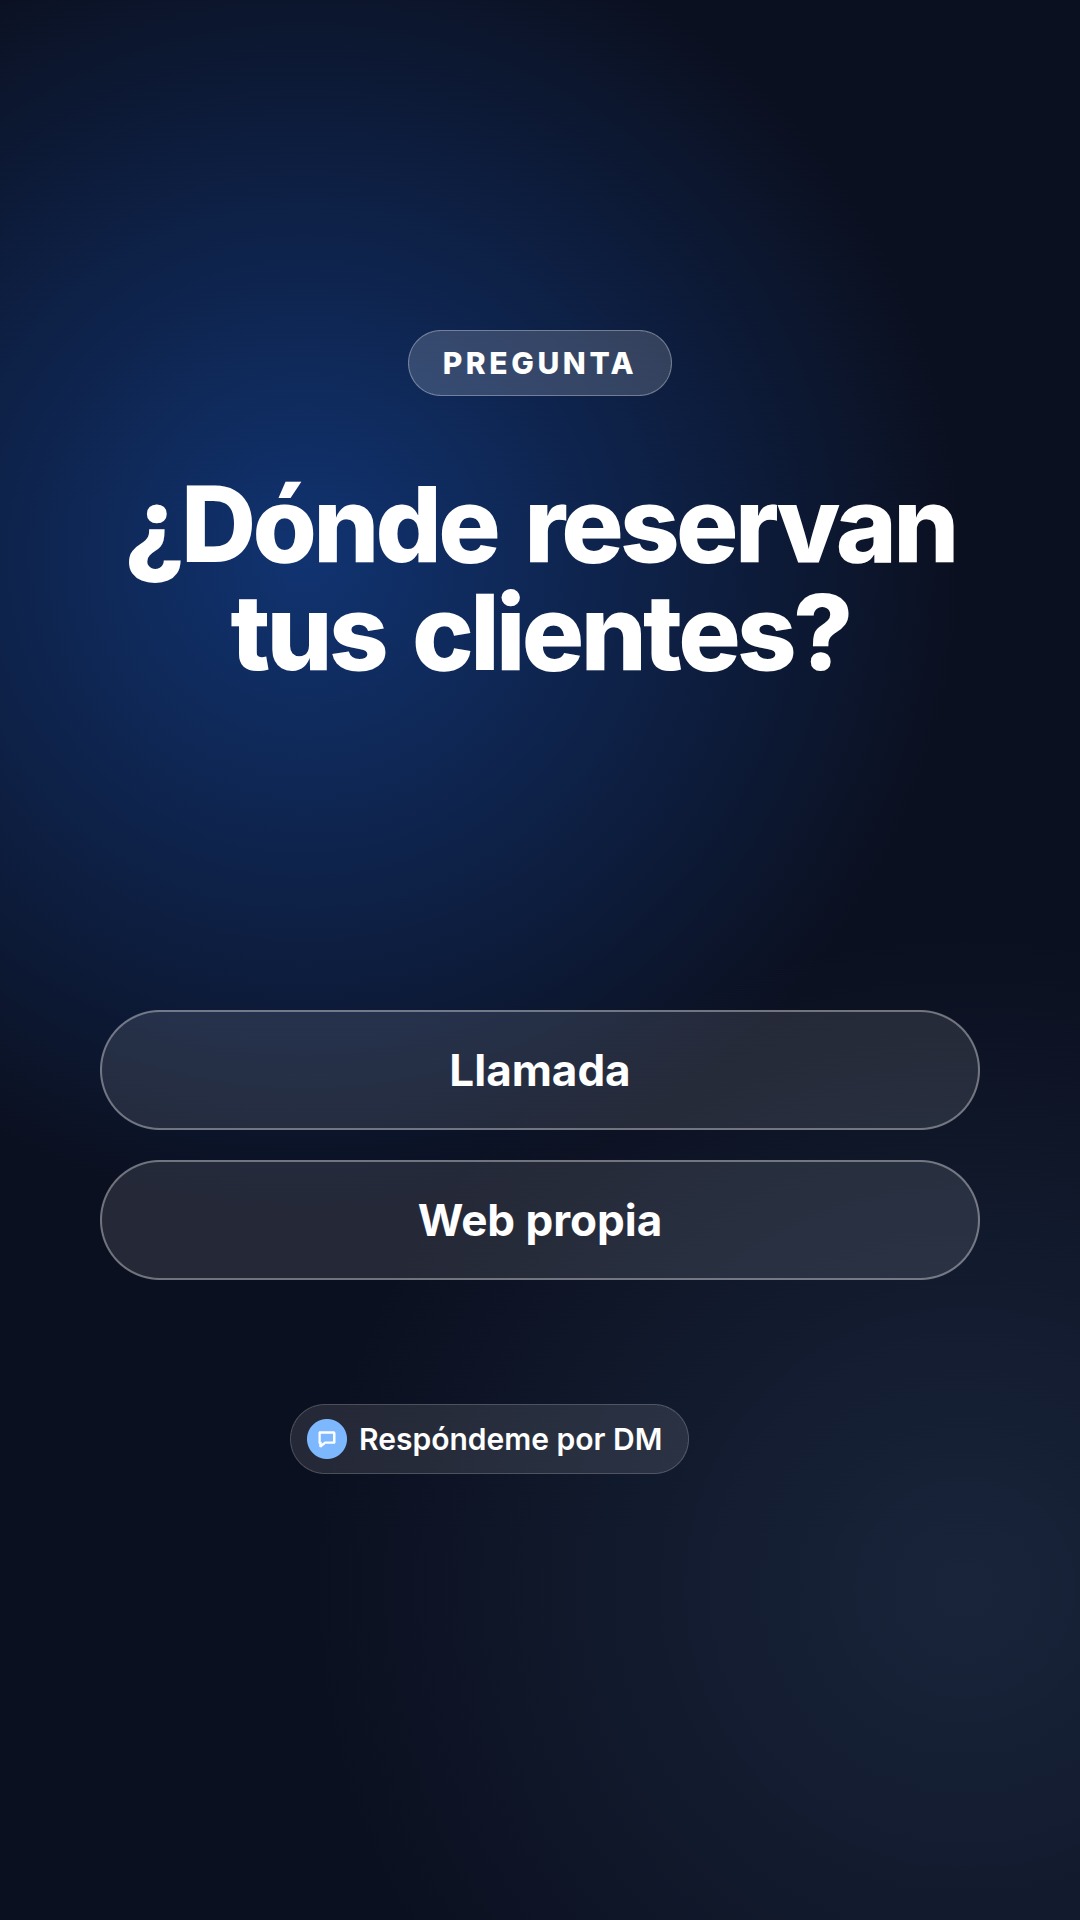 PREGUNTA
¿Dónde reservan
tus clientes?
Llamada
Web propia
Respóndeme por DM